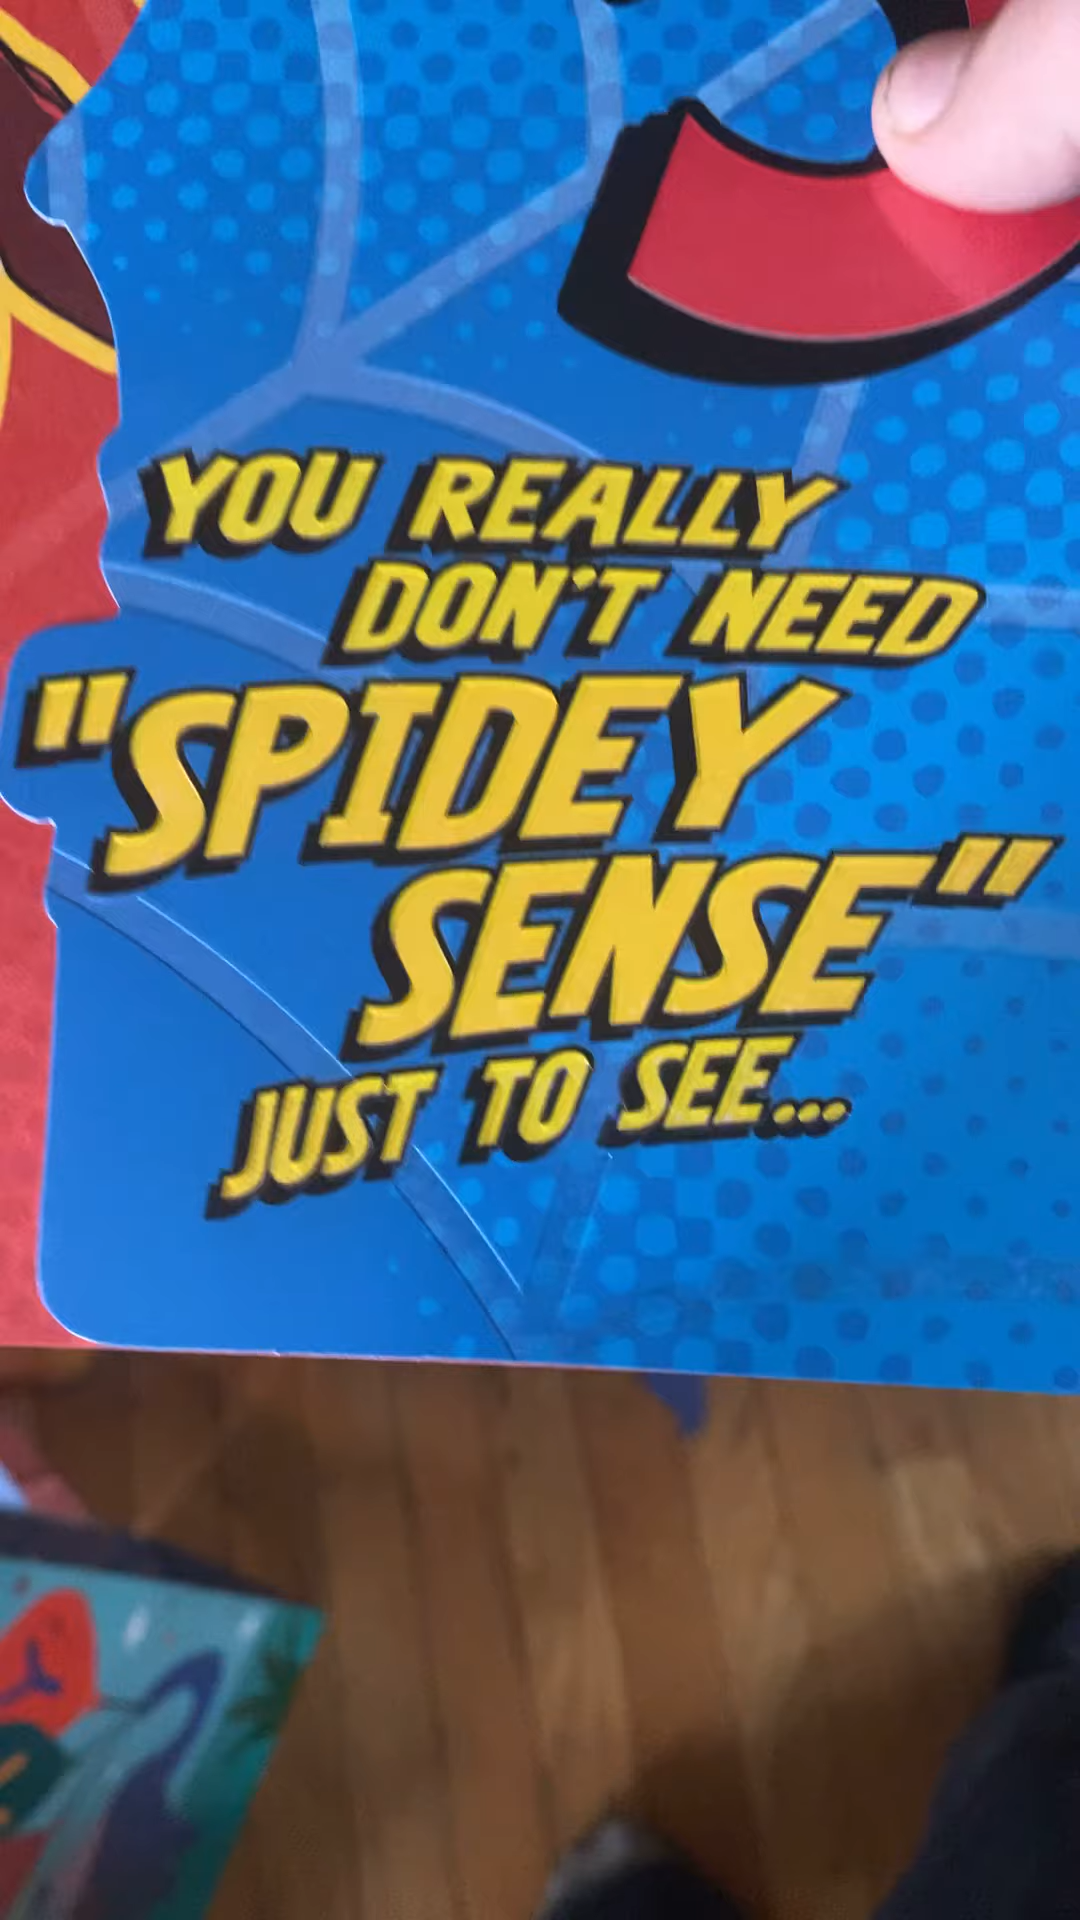 YOU REALLY
DON'T NEED
"SPIDEY
SENSE"
JUST TO SEE...